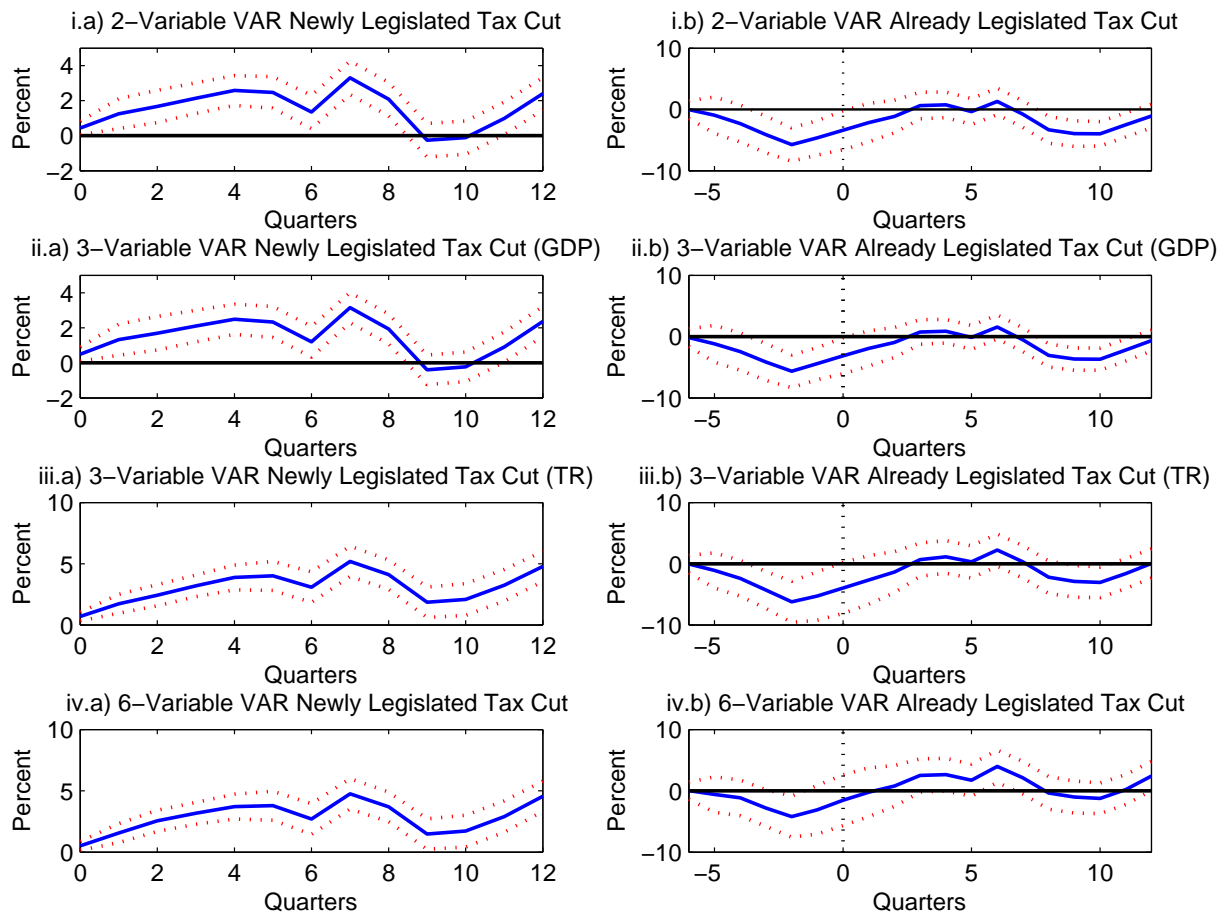 i.a) 2−Variable VAR Newly Legislated Tax Cut
Percent
4
2
0
−2
0 2 4 6 8 10 12
Quarters
i.b) 2−Variable VAR Already Legislated Tax Cut
Percent
10
0
−10
−5 0 5 10
Quarters
ii.a) 3−Variable VAR Newly Legislated Tax Cut (GDP)
Percent
4
2
0
−2
0 2 4 6 8 10 12
Quarters
ii.b) 3−Variable VAR Already Legislated Tax Cut (GDP)
Percent
10
0
−10
−5 0 5 10
Quarters
iii.a) 3−Variable VAR Newly Legislated Tax Cut (TR)
Percent
10
5
0
0 2 4 6 8 10 12
Quarters
iii.b) 3−Variable VAR Already Legislated Tax Cut (TR)
Percent
10
0
−10
−5 0 5 10
Quarters
iv.a) 6−Variable VAR Newly Legislated Tax Cut
Percent
10
5
0
0 2 4 6 8 10 12
Quarters
iv.b) 6−Variable VAR Already Legislated Tax Cut
Percent
10
0
−10
−5 0 5 10
Quarters